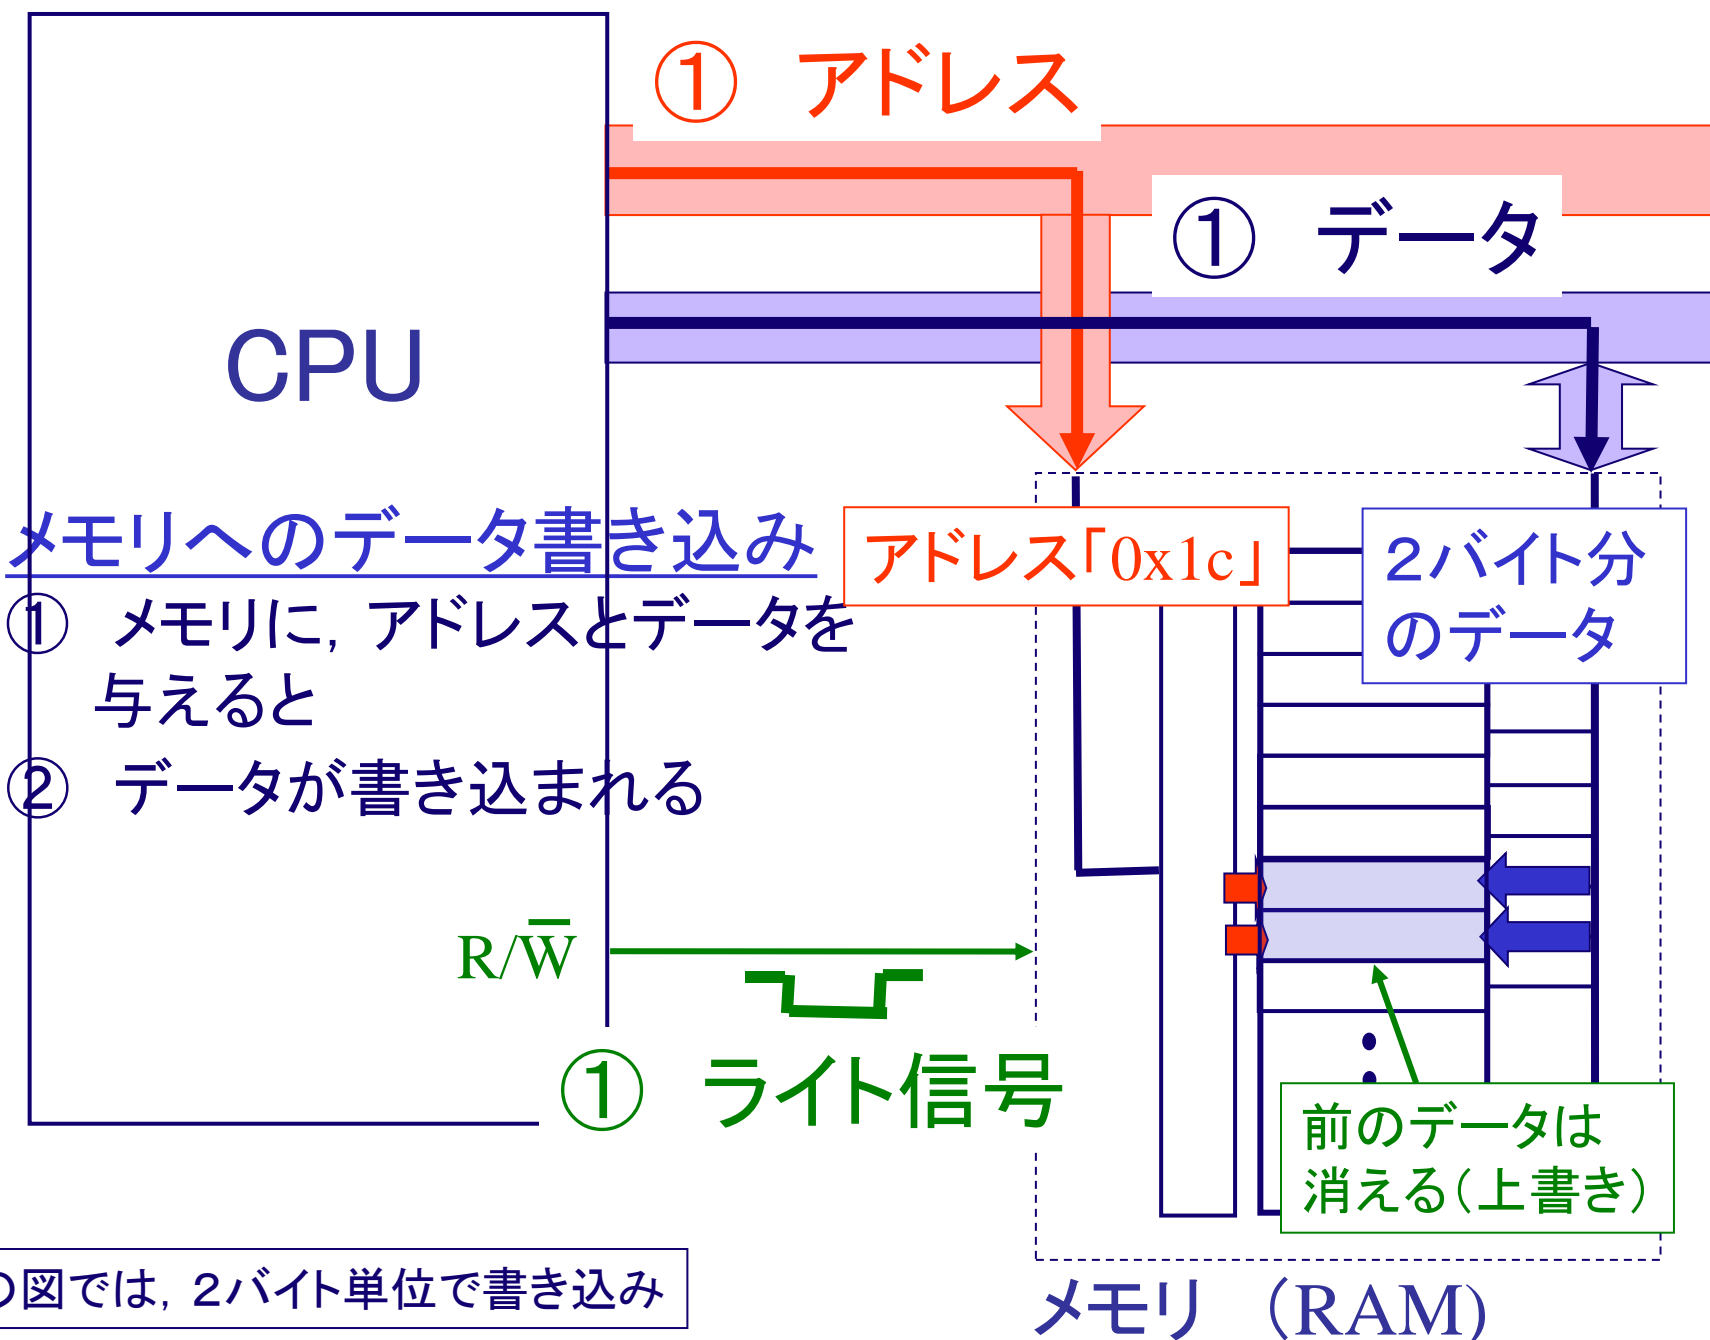 ① アドレス
① データ
CPU
メモリへのデータ書き込み
① メモリに，アドレスとデータを
与えると
② データが書き込まれる
アドレス「0x1c」
２バイト分
のデータ
R/W̅
① ライト信号
前のデータは
消える（上書き）
の図では，２バイト単位で書き込み
メモリ （RAM)